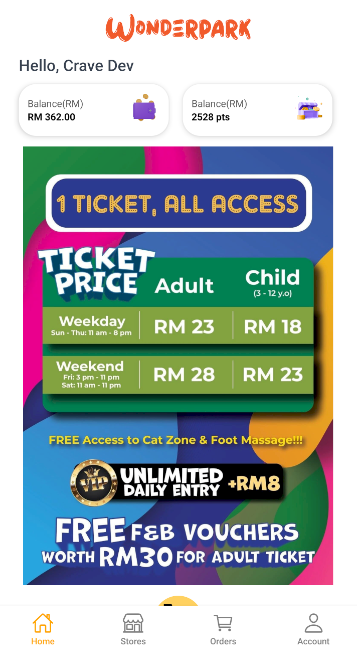 WONDERPARK
Hello, Crave Dev
Balance(RM)
RM 362.00
Balance(RM)
2528 pts
1 TICKET, ALL ACCESS
TICKET
PRICE
Adult
Child
(3 - 12 y.o)
Weekday
Sun - Thu: 11 am - 8 pm
RM 23
RM 18
Weekend
Fri: 3 pm - 11 pm
Sat: 11 am - 11 pm
RM 28
RM 23
FREE Access to Cat Zone & Foot Massage!!!
VIP
UNLIMITED
DAILY ENTRY
+RM8
FREE F&B VOUCHERS
WORTH RM30 FOR ADULT TICKET
Home
Stores
Orders
Account